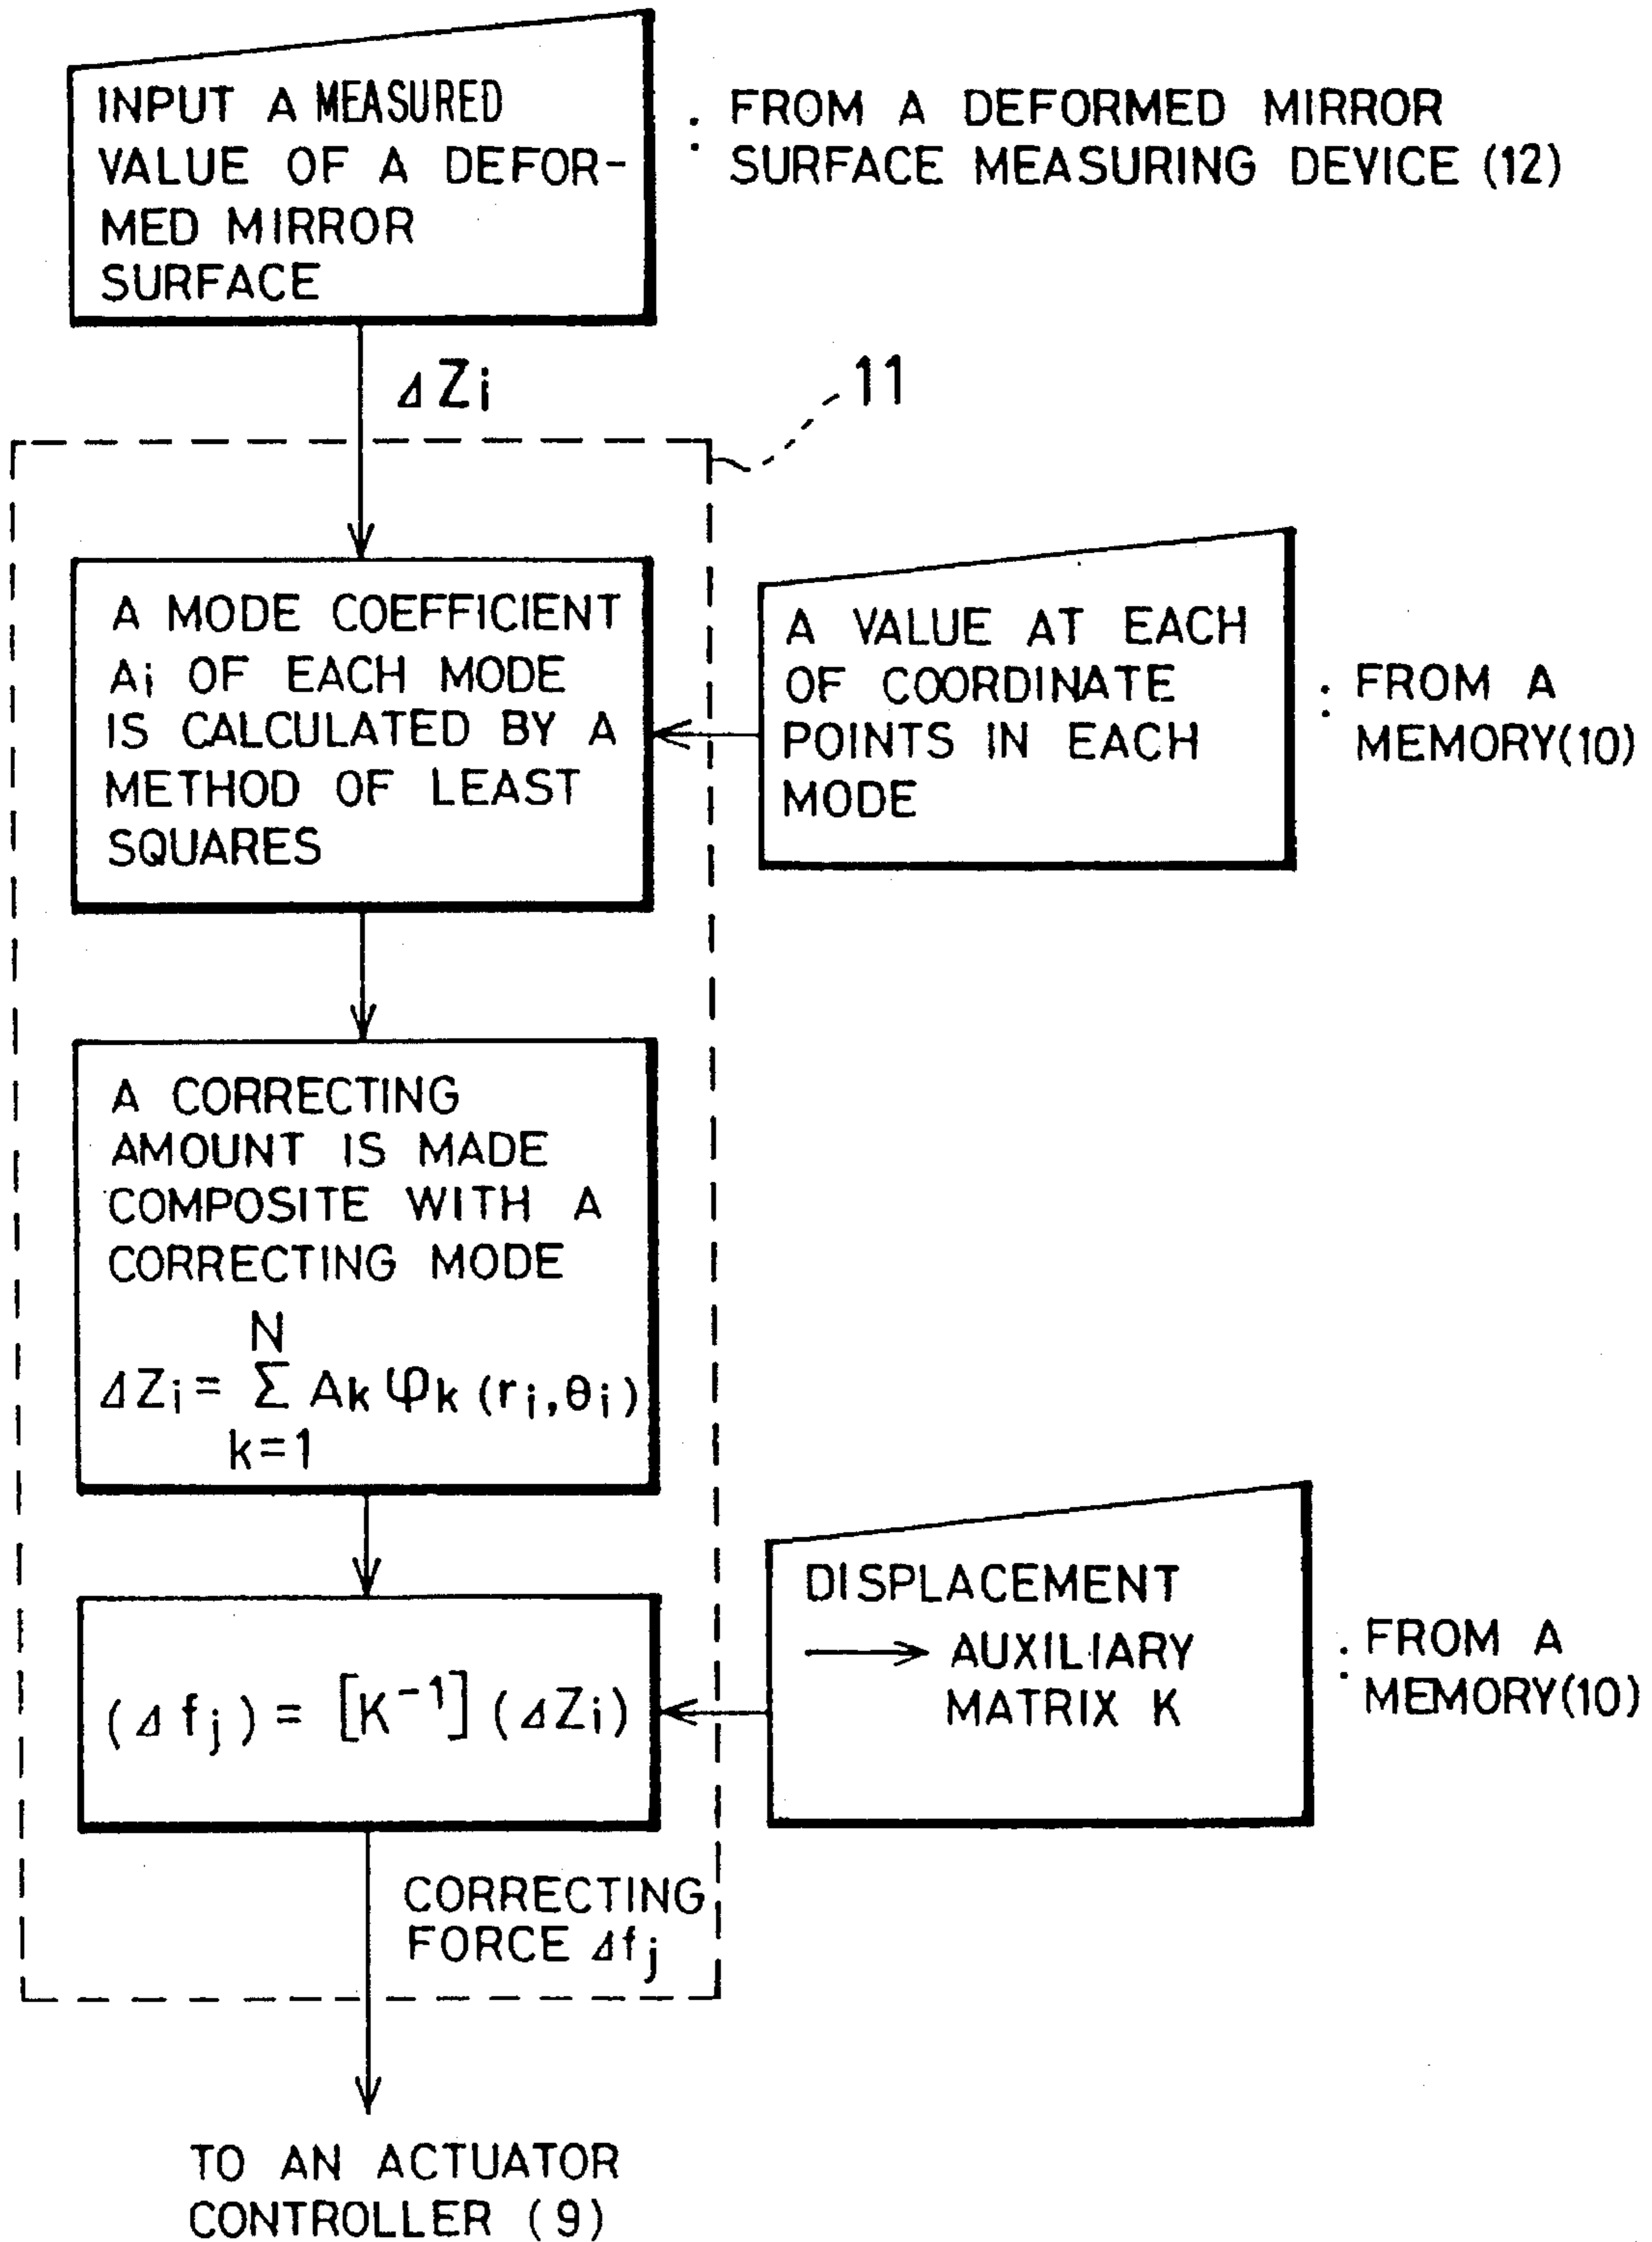 INPUT A MEASURED
VALUE OF A DEFOR-
MED MIRROR
SURFACE
: FROM A DEFORMED MIRROR
SURFACE MEASURING DEVICE (12)
ΔZi
11
A MODE COEFFICIENT
Ai OF EACH MODE
IS CALCULATED BY A
METHOD OF LEAST
SQUARES
A VALUE AT EACH
OF COORDINATE
POINTS IN EACH
MODE
: FROM A
MEMORY(10)
A CORRECTING
AMOUNT IS MADE
COMPOSITE WITH A
CORRECTING MODE
N
ΔZi = Σ Ak φk (ri, θi)
k=1
DISPLACEMENT
→ AUXILIARY
MATRIX K
: FROM A
MEMORY(10)
(Δfj) = [K⁻¹] (ΔZi)
CORRECTING
FORCE Δfj
TO AN ACTUATOR
CONTROLLER (9)